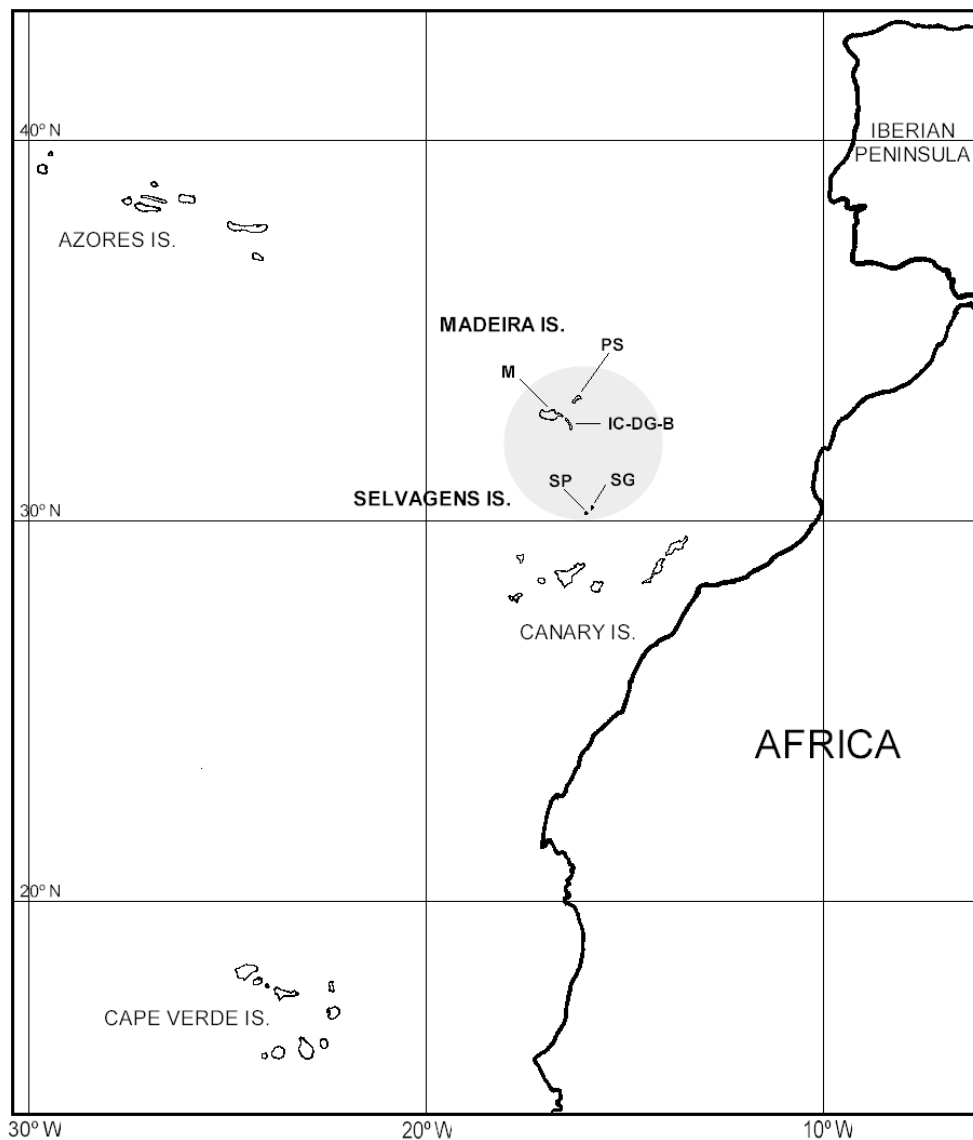 40° N
IBERIAN
PENINSULA
AZORES IS.
MADEIRA IS.
PS
M
IC-DG-B
SP
SG
SELVAGENS IS.
30° N
CANARY IS.
AFRICA
20° N
CAPE VERDE IS.
30° W
20° W
10° W